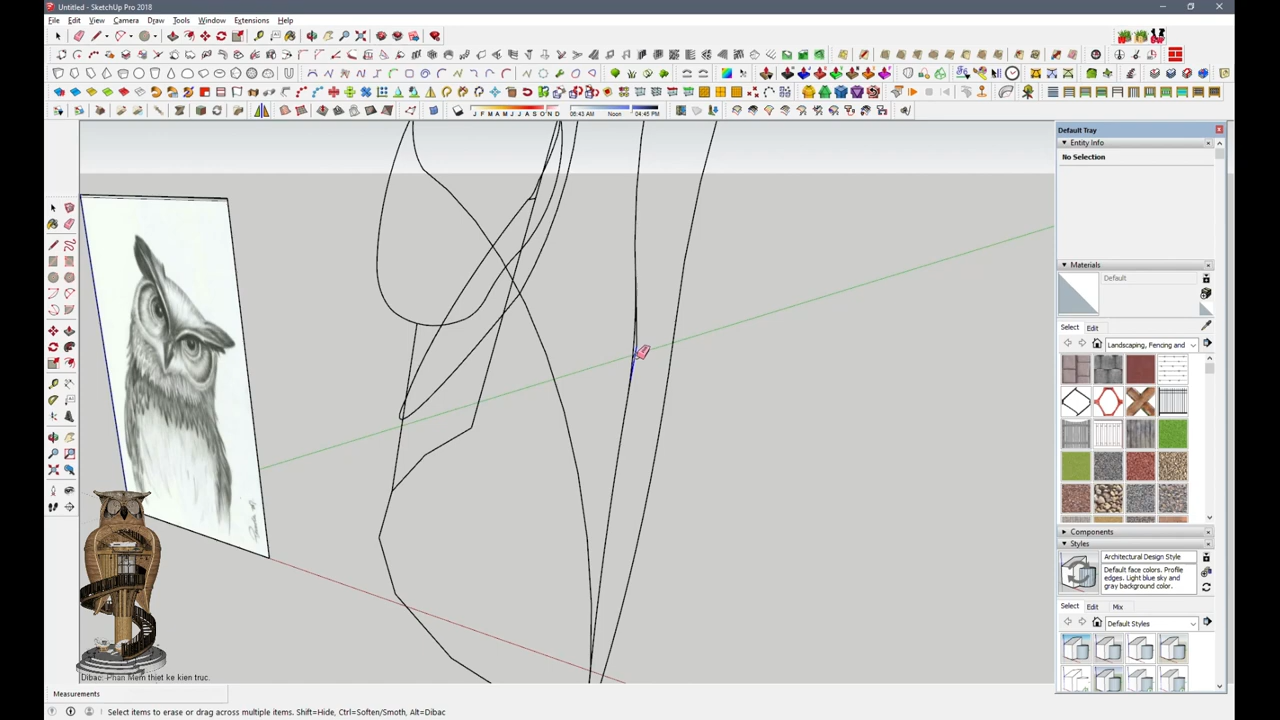 Untitled - SketchUp Pro 2018
File Edit View Camera Draw Tools Window Extensions Help
J F M A M J J A S O N D 06:43 AM Noon 04:45 PM
Default Tray
Entity Info
No Selection
Materials
Default
Select Edit
Landscaping, Fencing and
Components
Styles
Architectural Design Style
Default face colors. Profile
edges. Light blue sky and
gray background color.
Select Edit Mix
Default Styles
Dibac: Phan Mem thiet ke kien truc.
Measurements
Select items to erase or drag across multiple items. Shift=Hide, Ctrl=Soften/Smoth, Alt=Dibac